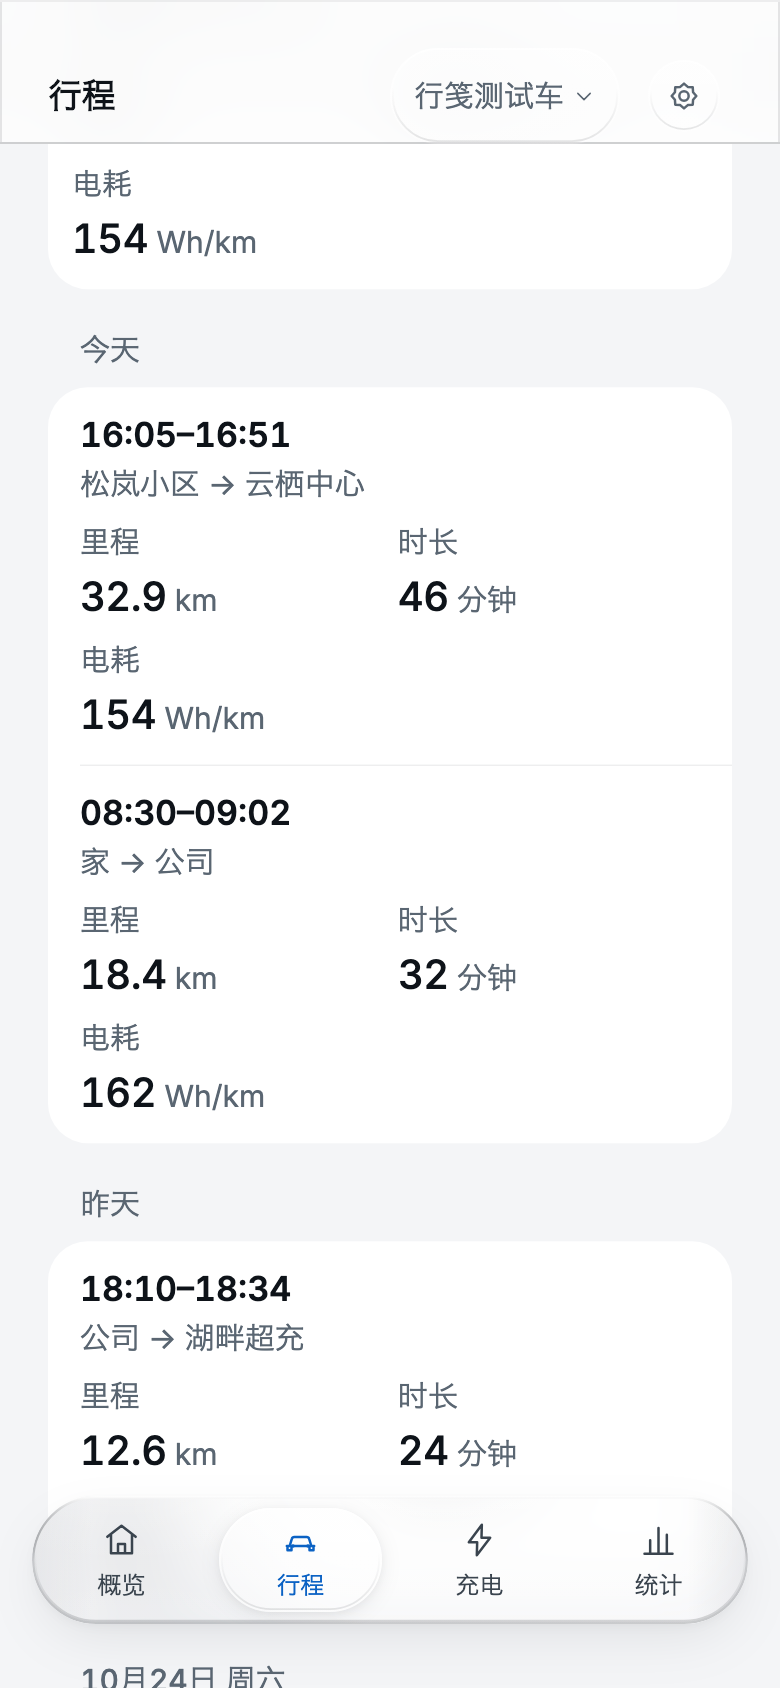 行程
行笺测试车
电耗
154 Wh/km
今天
16:05–16:51
松岚小区 → 云栖中心
里程 时长
32.9 km 46 分钟
电耗
154 Wh/km
08:30–09:02
家 → 公司
里程 时长
18.4 km 32 分钟
电耗
162 Wh/km
昨天
18:10–18:34
公司 → 湖畔超充
里程 时长
12.6 km 24 分钟
概览 行程 充电 统计
10月24日 周六